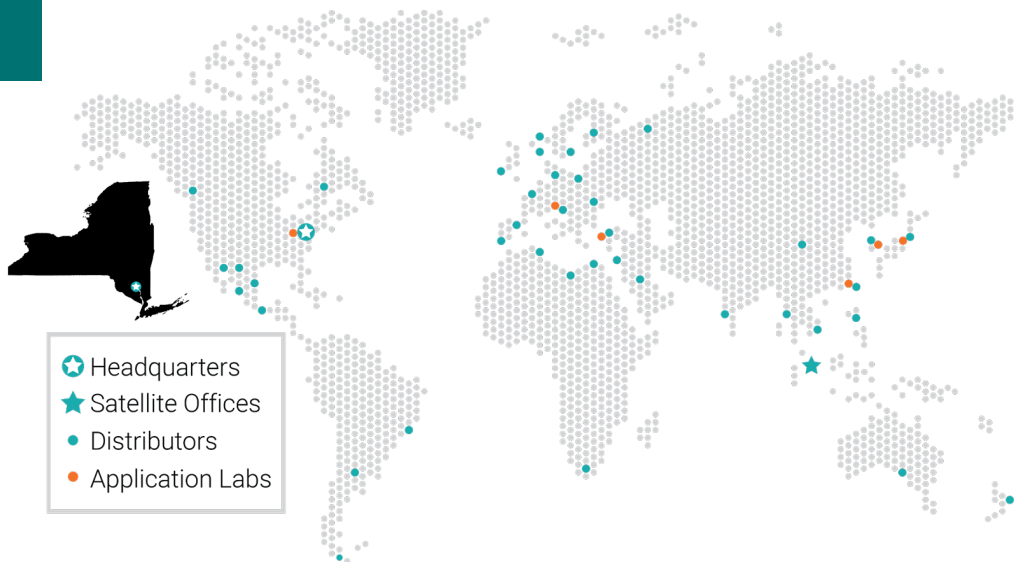 Headquarters
Satellite Offices
Distributors
Application Labs